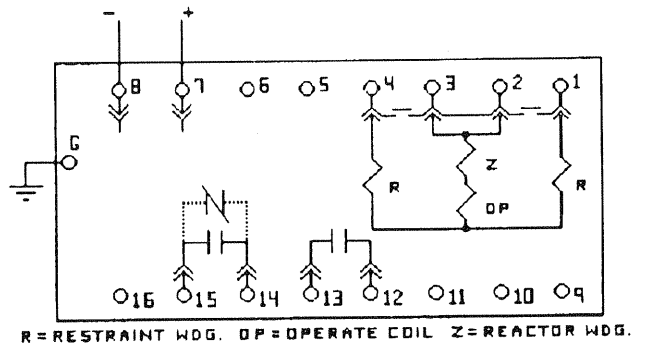 - +
8 7 6 5 4 3 2 1
G
Z
R OP R
16 15 14 13 12 11 10 9
R=RESTRAINT WDG. OP=OPERATE COIL Z=REACTOR WDG.